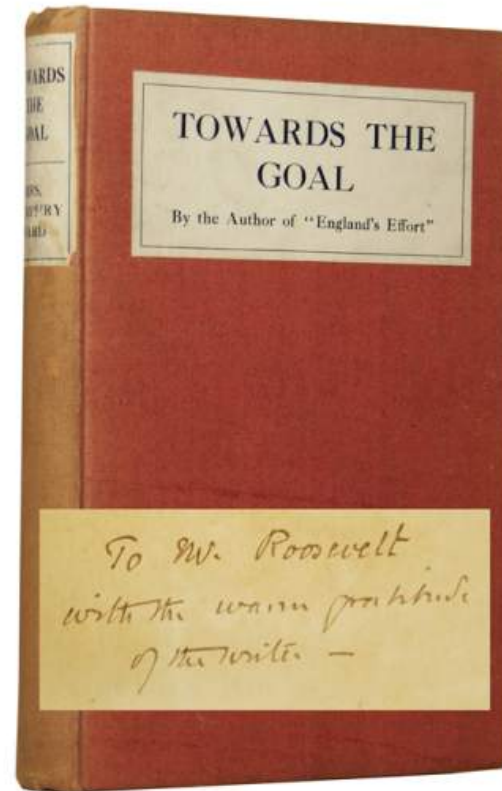 WARDS
THE
OAL
TOWARDS THE
GOAL
By the Author of "England's Effort"
To Mr. Roosevelt
with the warm gratitude
of the writer —